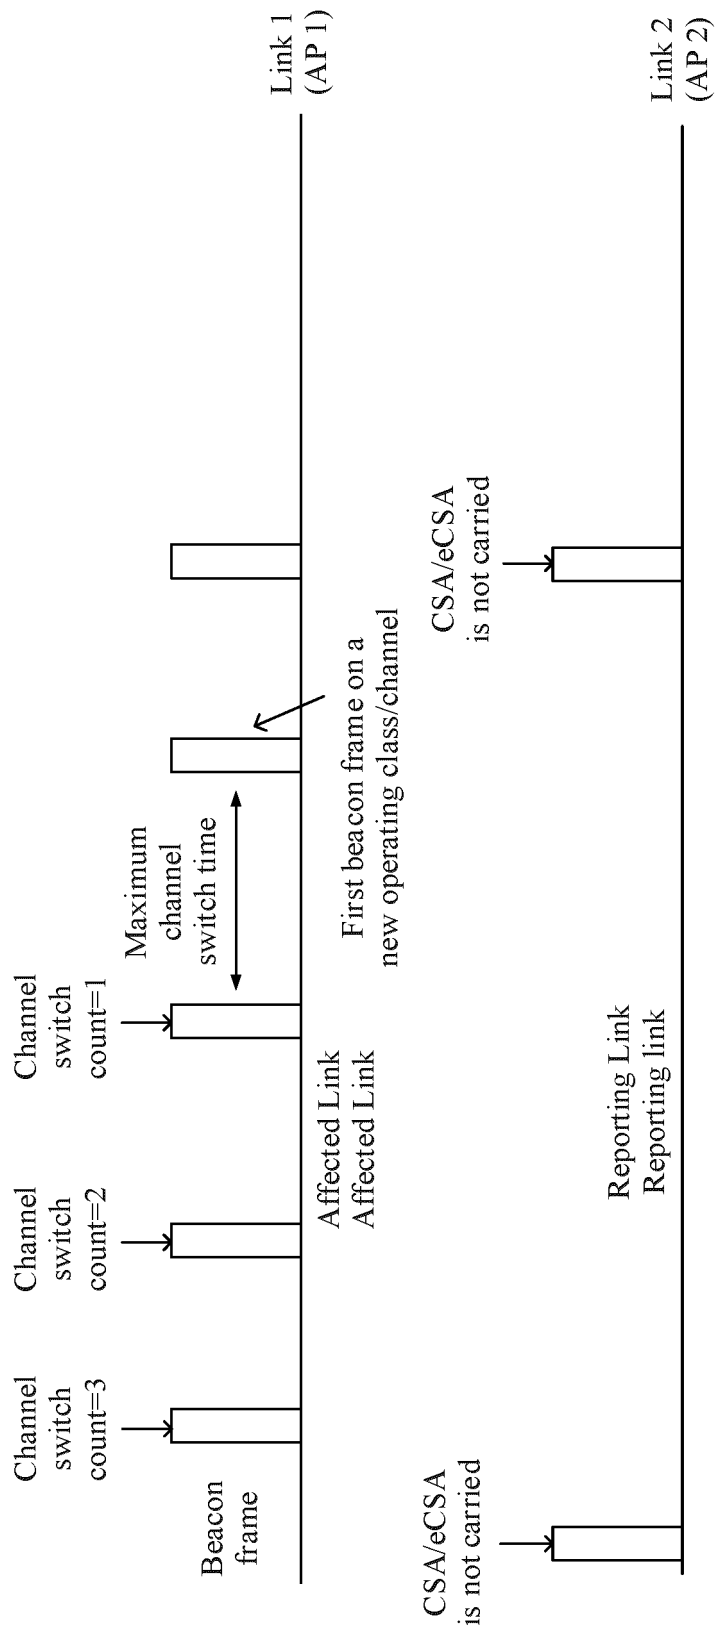 Channel
switch
count=3
Channel
switch
count=2
Channel
switch
count=1
Maximum
channel
switch time
Beacon
frame
Link 1
(AP 1)
Affected Link
Affected Link
First beacon frame on a
new operating class/channel
CSA/eCSA
is not carried
CSA/eCSA
is not carried
Reporting Link
Reporting link
Link 2
(AP 2)